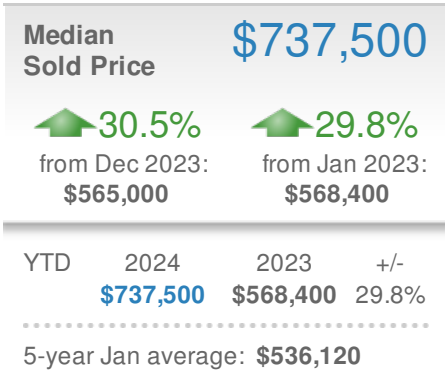 Median $737,500
Sold Price
30.5% 29.8%
from Dec 2023: from Jan 2023:
$565,000 $568,400
YTD 2024 2023 +/-
$737,500 $568,400 29.8%
5-year Jan average: $536,120